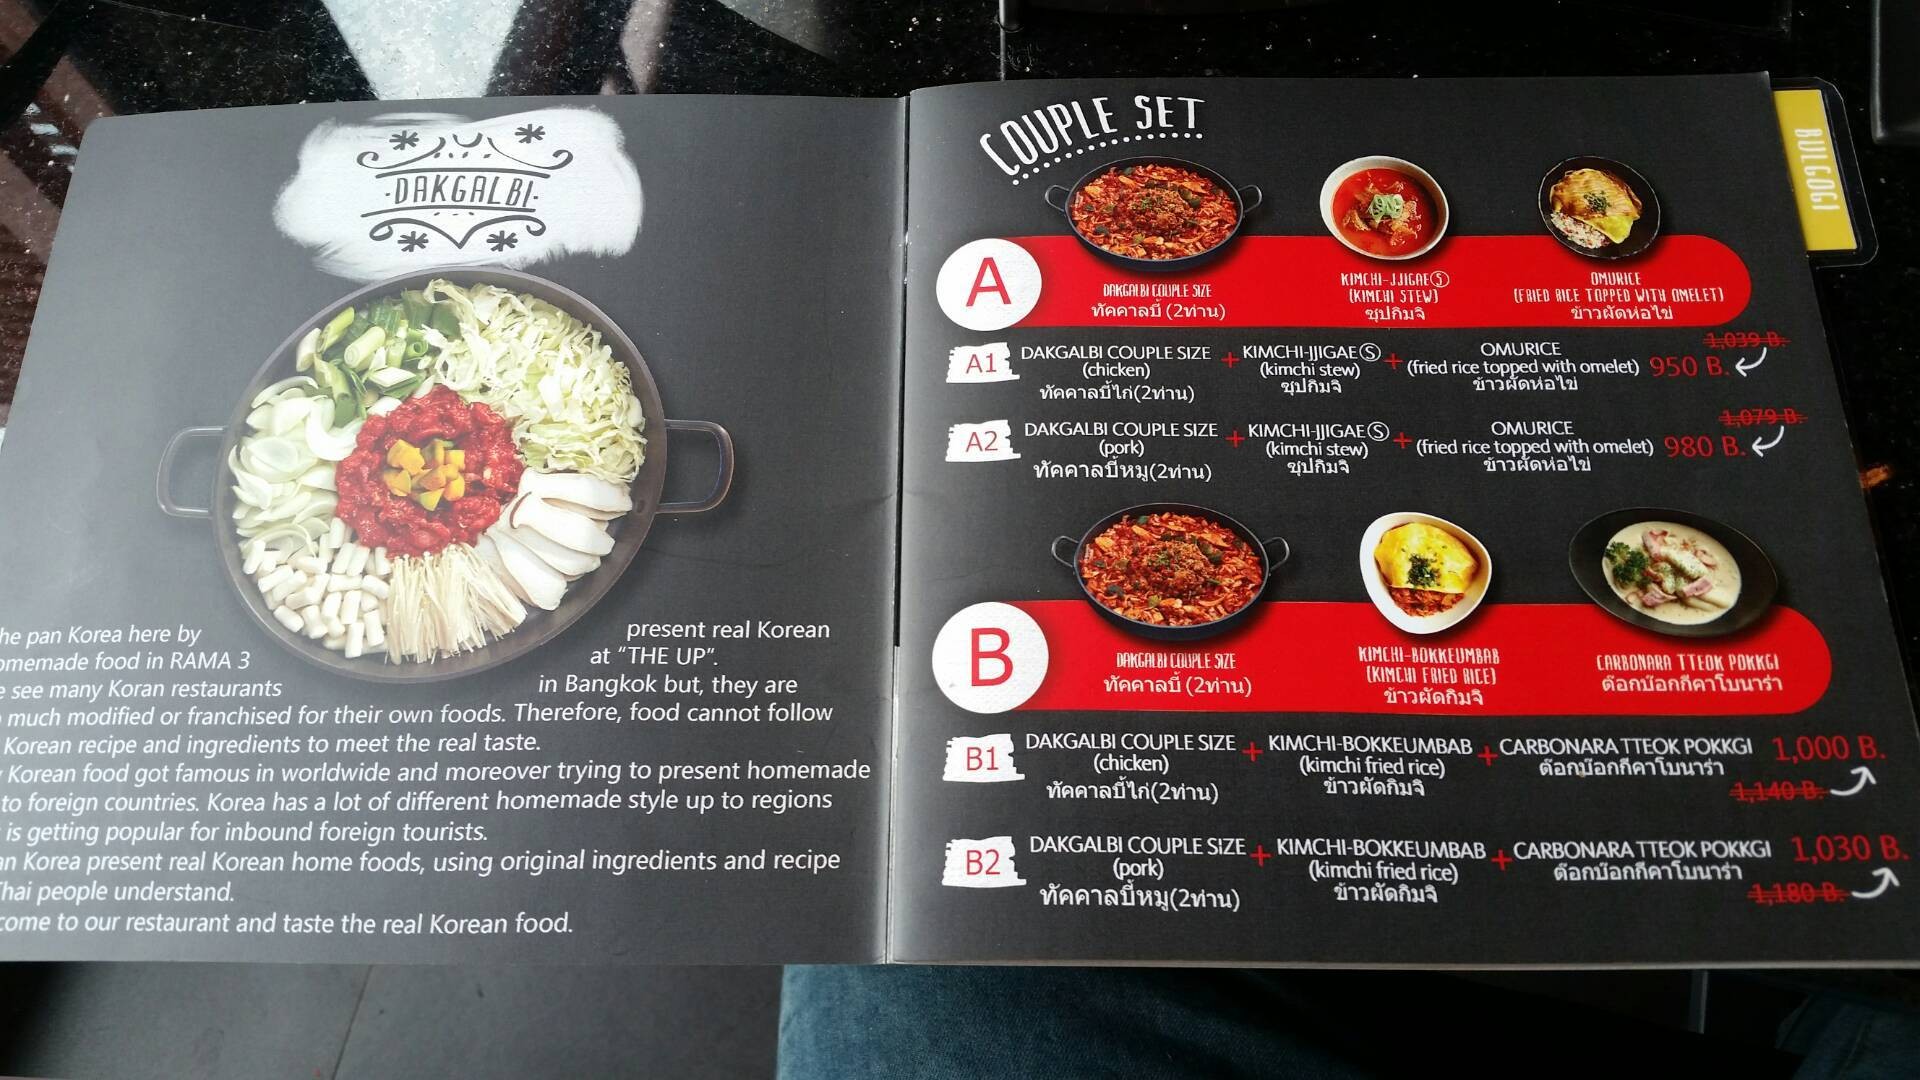 DAKGALBI
he pan Korea here by
present real Korean
omemade food in RAMA 3
at "THE UP".
e see many Koran restaurants
in Bangkok but, they are
much modified or franchised for their own foods. Therefore, food cannot follow
Korean recipe and ingredients to meet the real taste.
Korean food got famous in worldwide and moreover trying to present homemade
to foreign countries. Korea has a lot of different homemade style up to regions
is getting popular for inbound foreign tourists.
an Korea present real Korean home foods, using original ingredients and recipe
Thai people understand.
come to our restaurant and taste the real Korean food.
COUPLE SET
BULGOGI
A
DAKGALBI COUPLE SIZE
ทัคคาลบี้ (2ท่าน)
KIMCHI-JJIGAE Ⓢ
(KIMCHI STEW)
ซุปกิมจิ
OMURICE
(FRIED RICE TOPPED WITH OMELET)
ข้าวผัดห่อไข่
A1 DAKGALBI COUPLE SIZE + KIMCHI-JJIGAE Ⓢ + OMURICE 1,039 B.
(chicken) (kimchi stew) (fried rice topped with omelet) 950 B.
ทัคคาลบี้ไก่(2ท่าน) ซุปกิมจิ ข้าวผัดห่อไข่
A2 DAKGALBI COUPLE SIZE + KIMCHI-JJIGAE Ⓢ + OMURICE 1,079 B.
(pork) (kimchi stew) (fried rice topped with omelet) 980 B.
ทัคคาลบี้หมู(2ท่าน) ซุปกิมจิ ข้าวผัดห่อไข่
B
DAKGALBI COUPLE SIZE
ทัคคาลบี้ (2ท่าน)
KIMCHI-BOKKEUMBAB
(KIMCHI FRIED RICE)
ข้าวผัดกิมจิ
CARBONARA TTEOK POKKGI
ต๊อกบ๊อกกีคาโบนาร่า
B1 DAKGALBI COUPLE SIZE + KIMCHI-BOKKEUMBAB + CARBONARA TTEOK POKKGI 1,000 B.
(chicken) (kimchi fried rice) ต๊อกบ๊อกกีคาโบนาร่า
ทัคคาลบี้ไก่(2ท่าน) ข้าวผัดกิมจิ 1,140 B.
B2 DAKGALBI COUPLE SIZE + KIMCHI-BOKKEUMBAB + CARBONARA TTEOK POKKGI 1,030 B.
(pork) (kimchi fried rice) ต๊อกบ๊อกกีคาโบนาร่า
ทัคคาลบี้หมู(2ท่าน) ข้าวผัดกิมจิ 1,180 B.